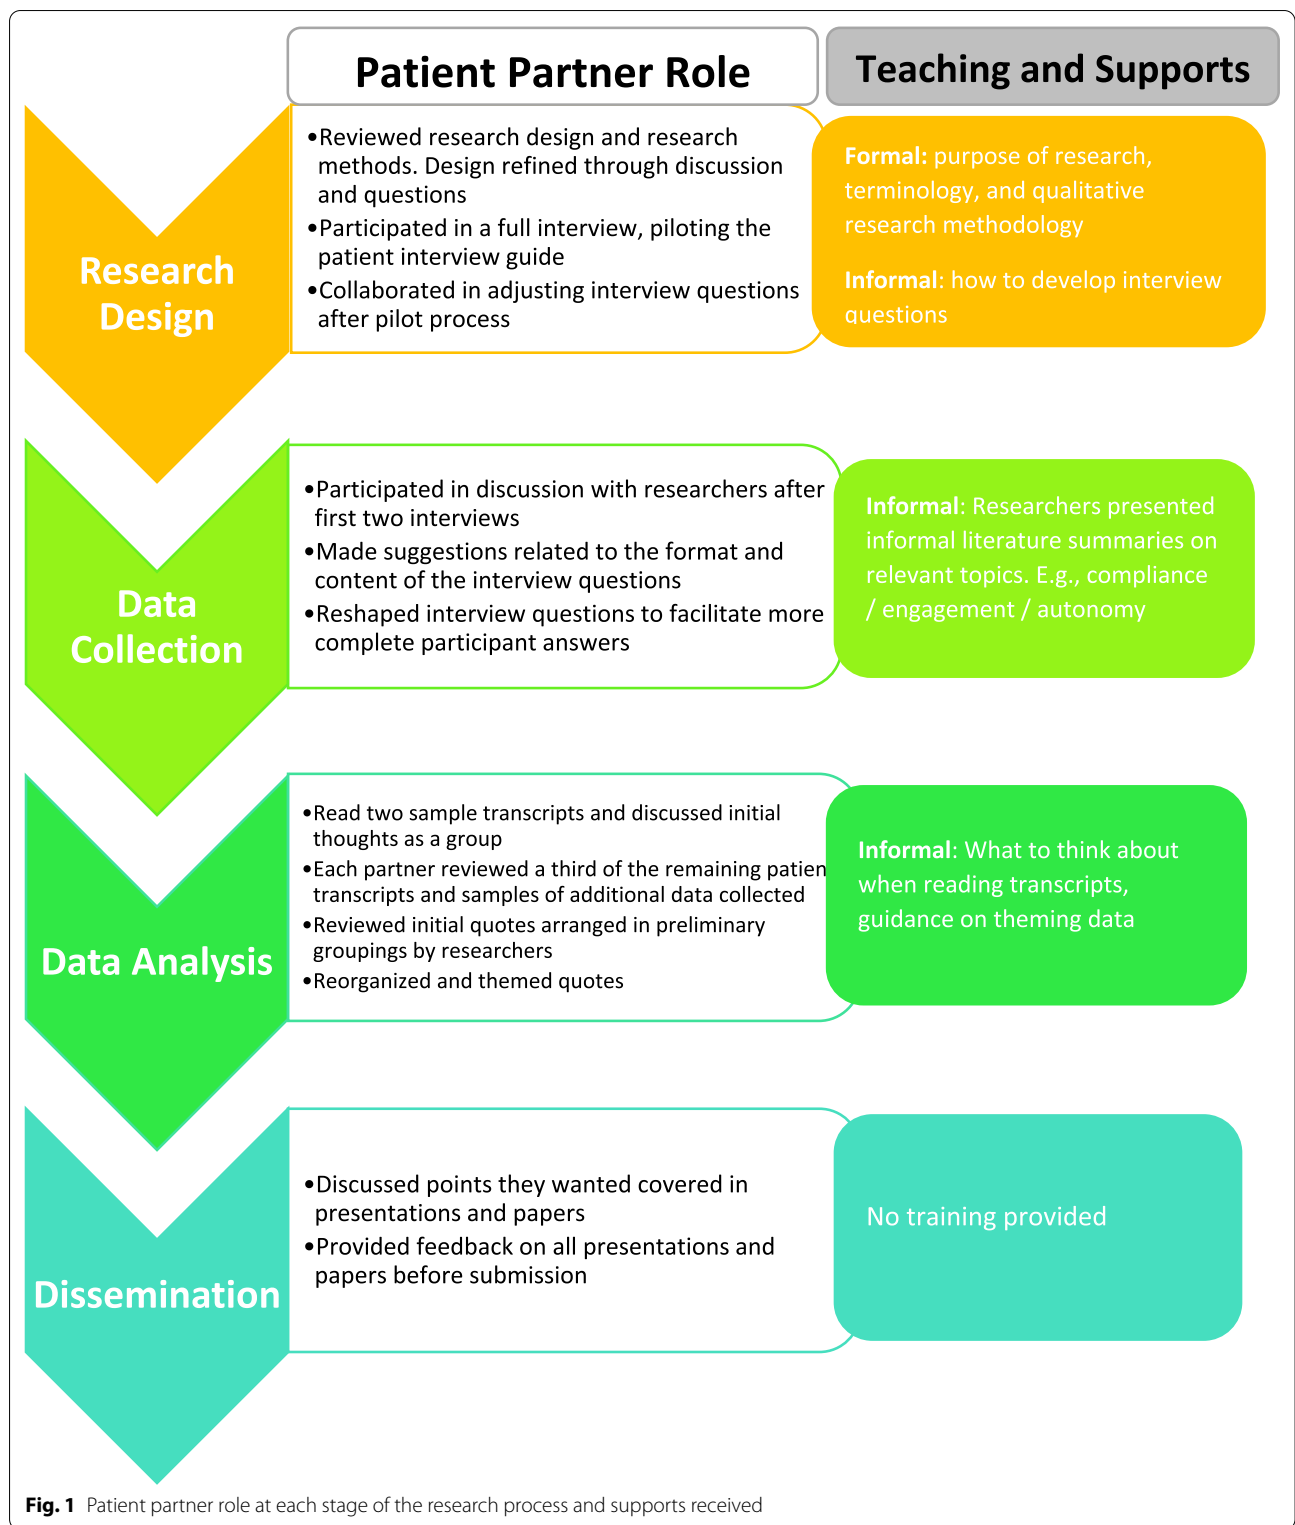 Patient Partner Role
Teaching and Supports
Research
Design
•Reviewed research design and research
methods. Design refined through discussion
and questions
•Participated in a full interview, piloting the
patient interview guide
•Collaborated in adjusting interview questions
after pilot process
Formal: purpose of research,
terminology, and qualitative
research methodology
Informal: how to develop interview
questions
Data
Collection
•Participated in discussion with researchers after
first two interviews
•Made suggestions related to the format and
content of the interview questions
•Reshaped interview questions to facilitate more
complete participant answers
Informal: Researchers presented
informal literature summaries on
relevant topics. E.g., compliance
/ engagement / autonomy
Data Analysis
•Read two sample transcripts and discussed initial
thoughts as a group
•Each partner reviewed a third of the remaining patien
transcripts and samples of additional data collected
•Reviewed initial quotes arranged in preliminary
groupings by researchers
•Reorganized and themed quotes
Informal: What to think about
when reading transcripts,
guidance on theming data
Dissemination
•Discussed points they wanted covered in
presentations and papers
•Provided feedback on all presentations and
papers before submission
No training provided
Fig. 1 Patient partner role at each stage of the research process and supports received